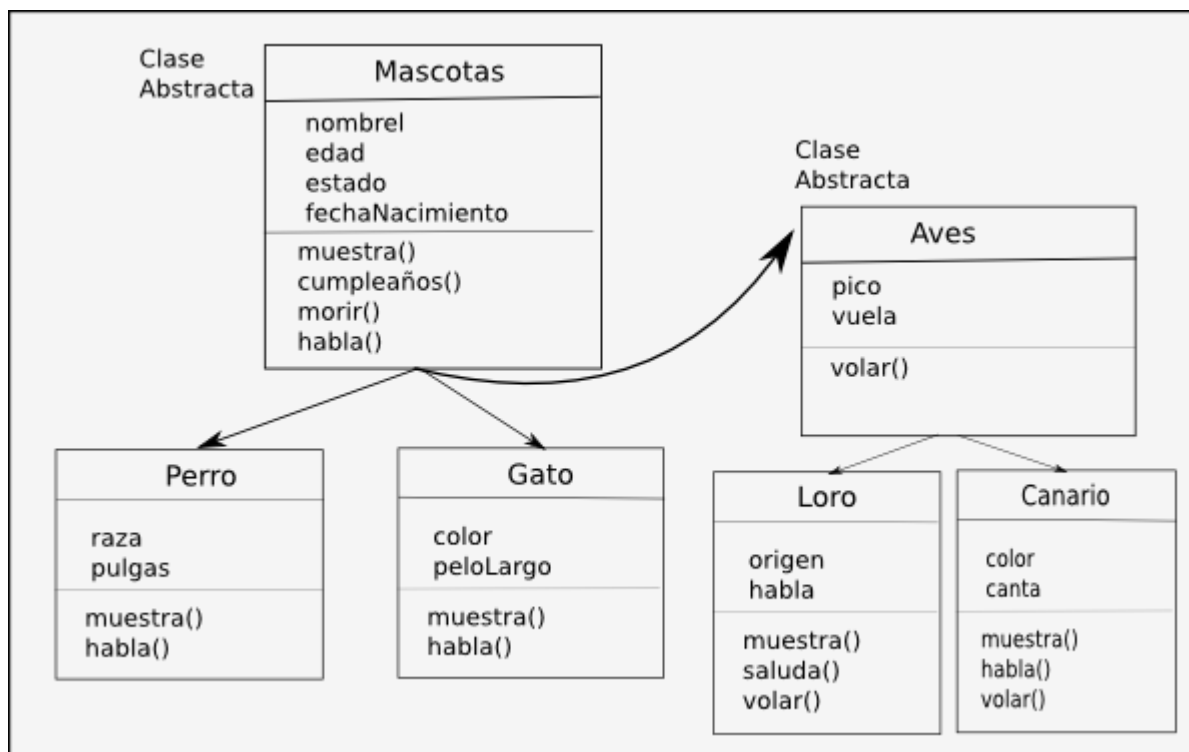 Clase
Abstracta
Mascotas
nombrel
edad
estado
fechaNacimiento
muestra()
cumpleaños()
morir()
habla()
Clase
Abstracta
Aves
pico
vuela
volar()
Perro
raza
pulgas
muestra()
habla()
Gato
color
peloLargo
muestra()
habla()
Loro
origen
habla
muestra()
saluda()
volar()
Canario
color
canta
muestra()
habla()
volar()